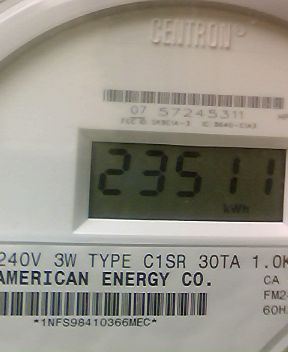 CENTRON®
07 57245311
23511
kWh
240V 3W TYPE C1SR 30TA 1.0K
AMERICAN ENERGY CO.
CA
FM2
60H
*1NFS98410366MEC*